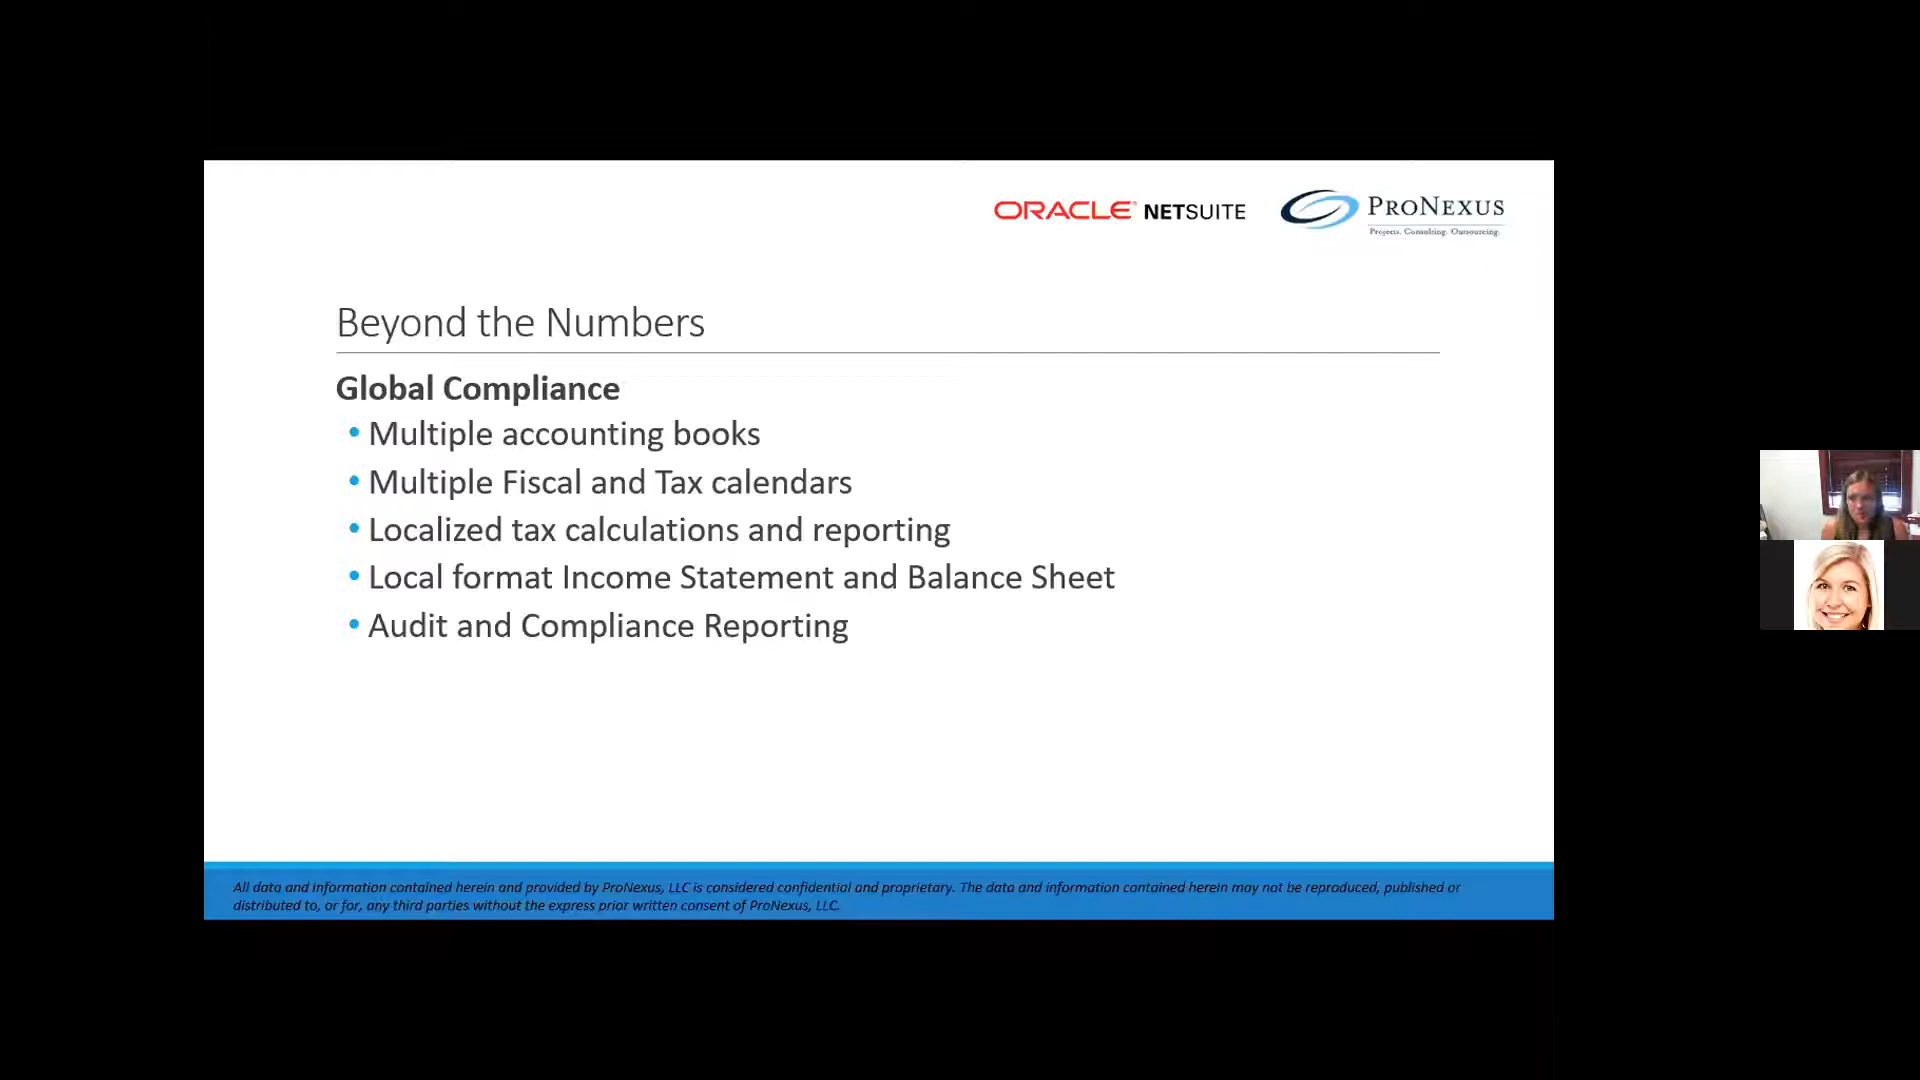 ORACLE NETSUITE
PRONEXUS
Projects. Consulting. Outsourcing.
Beyond the Numbers
Global Compliance
• Multiple accounting books
• Multiple Fiscal and Tax calendars
• Localized tax calculations and reporting
• Local format Income Statement and Balance Sheet
• Audit and Compliance Reporting
All data and information contained herein and provided by ProNexus, LLC is considered confidential and proprietary. The data and information contained herein may not be reproduced, published or
distributed to, or for, any third parties without the express prior written consent of ProNexus, LLC.